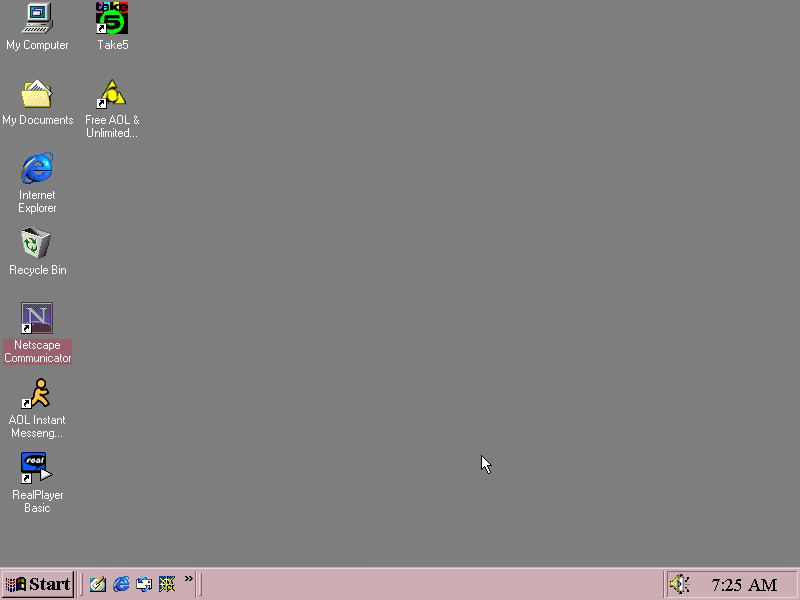 My Computer
take
5
Take5
My Documents
Free AOL &
Unlimited...
Internet
Explorer
Recycle Bin
N
Netscape
Communicator
AOL Instant
Messeng...
real
RealPlayer
Basic
Start
»
7:25 AM